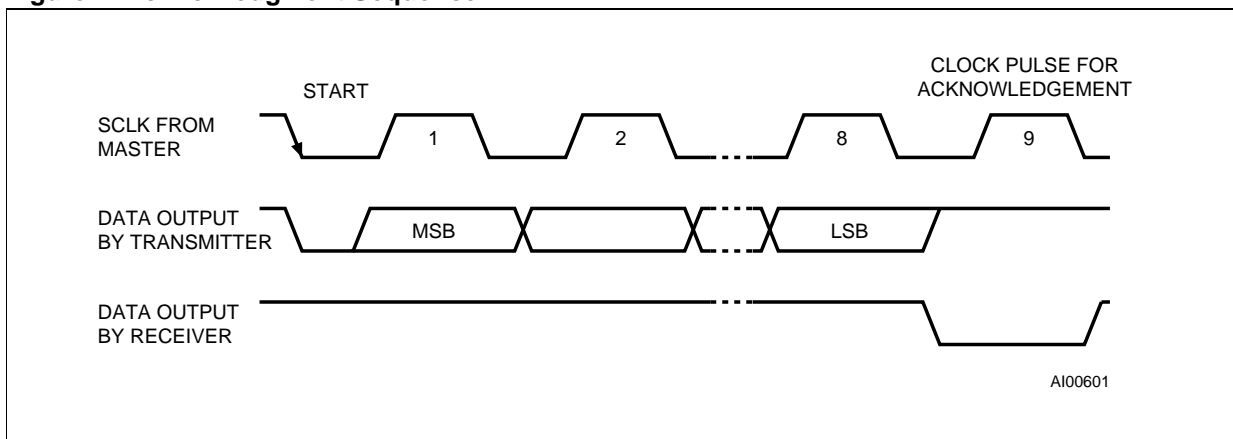 START
CLOCK PULSE FOR
ACKNOWLEDGEMENT
SCLK FROM
MASTER
1
2
8
9
DATA OUTPUT
BY TRANSMITTER
MSB
LSB
DATA OUTPUT
BY RECEIVER
AI00601